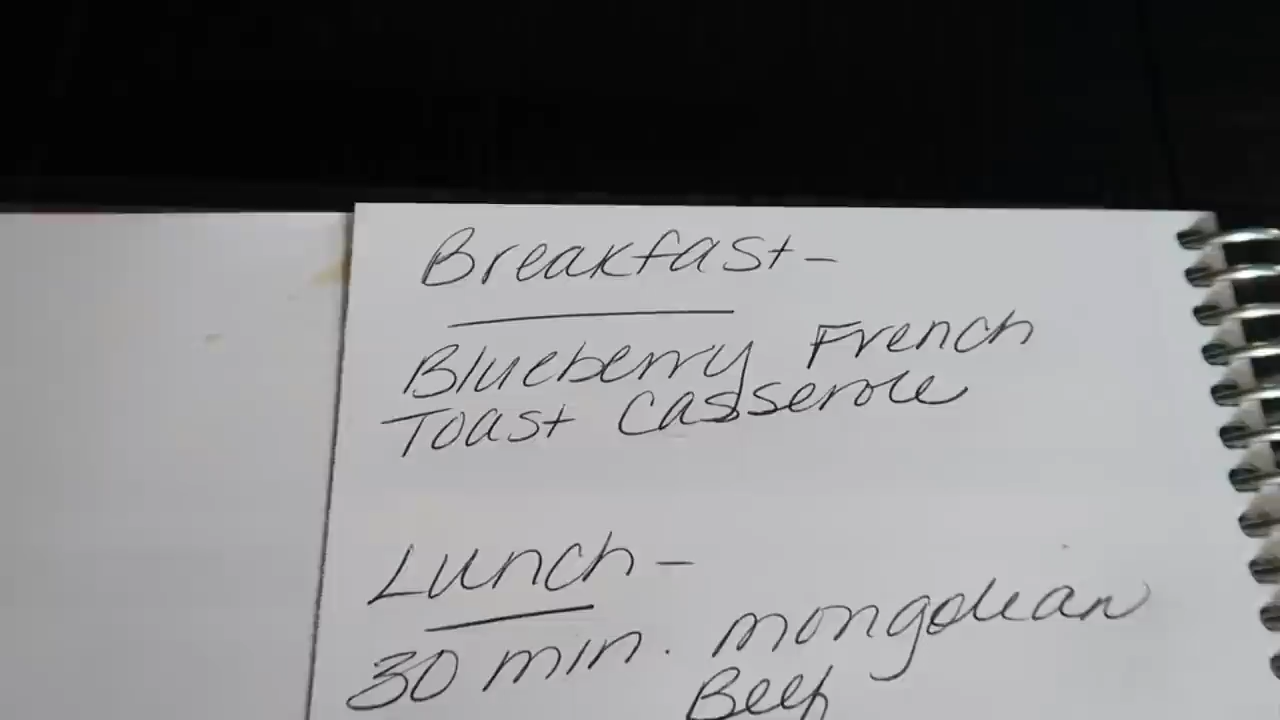 Breakfast -
Blueberry French
Toast Casserole
Lunch -
30 min. mongolian
Beef